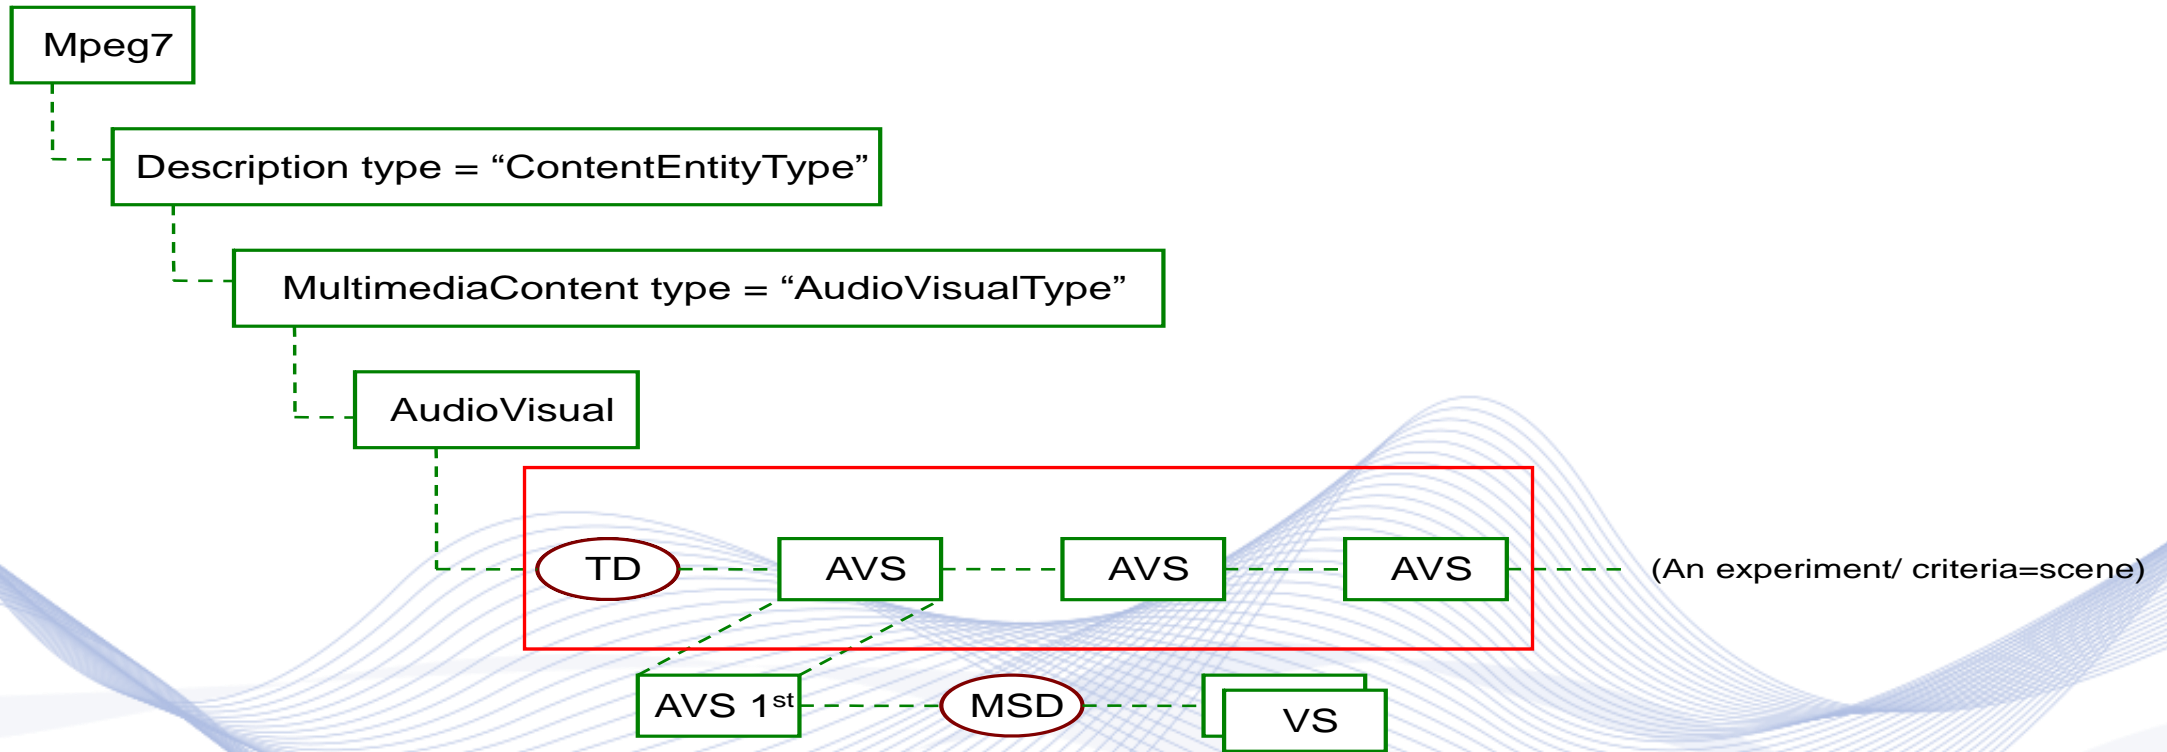 Mpeg7
Description type = “ContentEntityType”
MultimediaContent type = “AudioVisualType”
AudioVisual
TD AVS AVS AVS (An experiment/ criteria=scene)
AVS 1st MSD VS